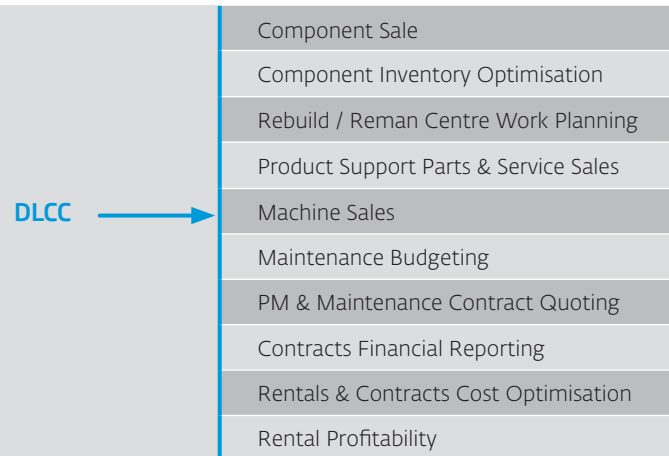 Component Sale
Component Inventory Optimisation
Rebuild / Reman Centre Work Planning
Product Support Parts & Service Sales
DLCC
Machine Sales
Maintenance Budgeting
PM & Maintenance Contract Quoting
Contracts Financial Reporting
Rentals & Contracts Cost Optimisation
Rental Profitability